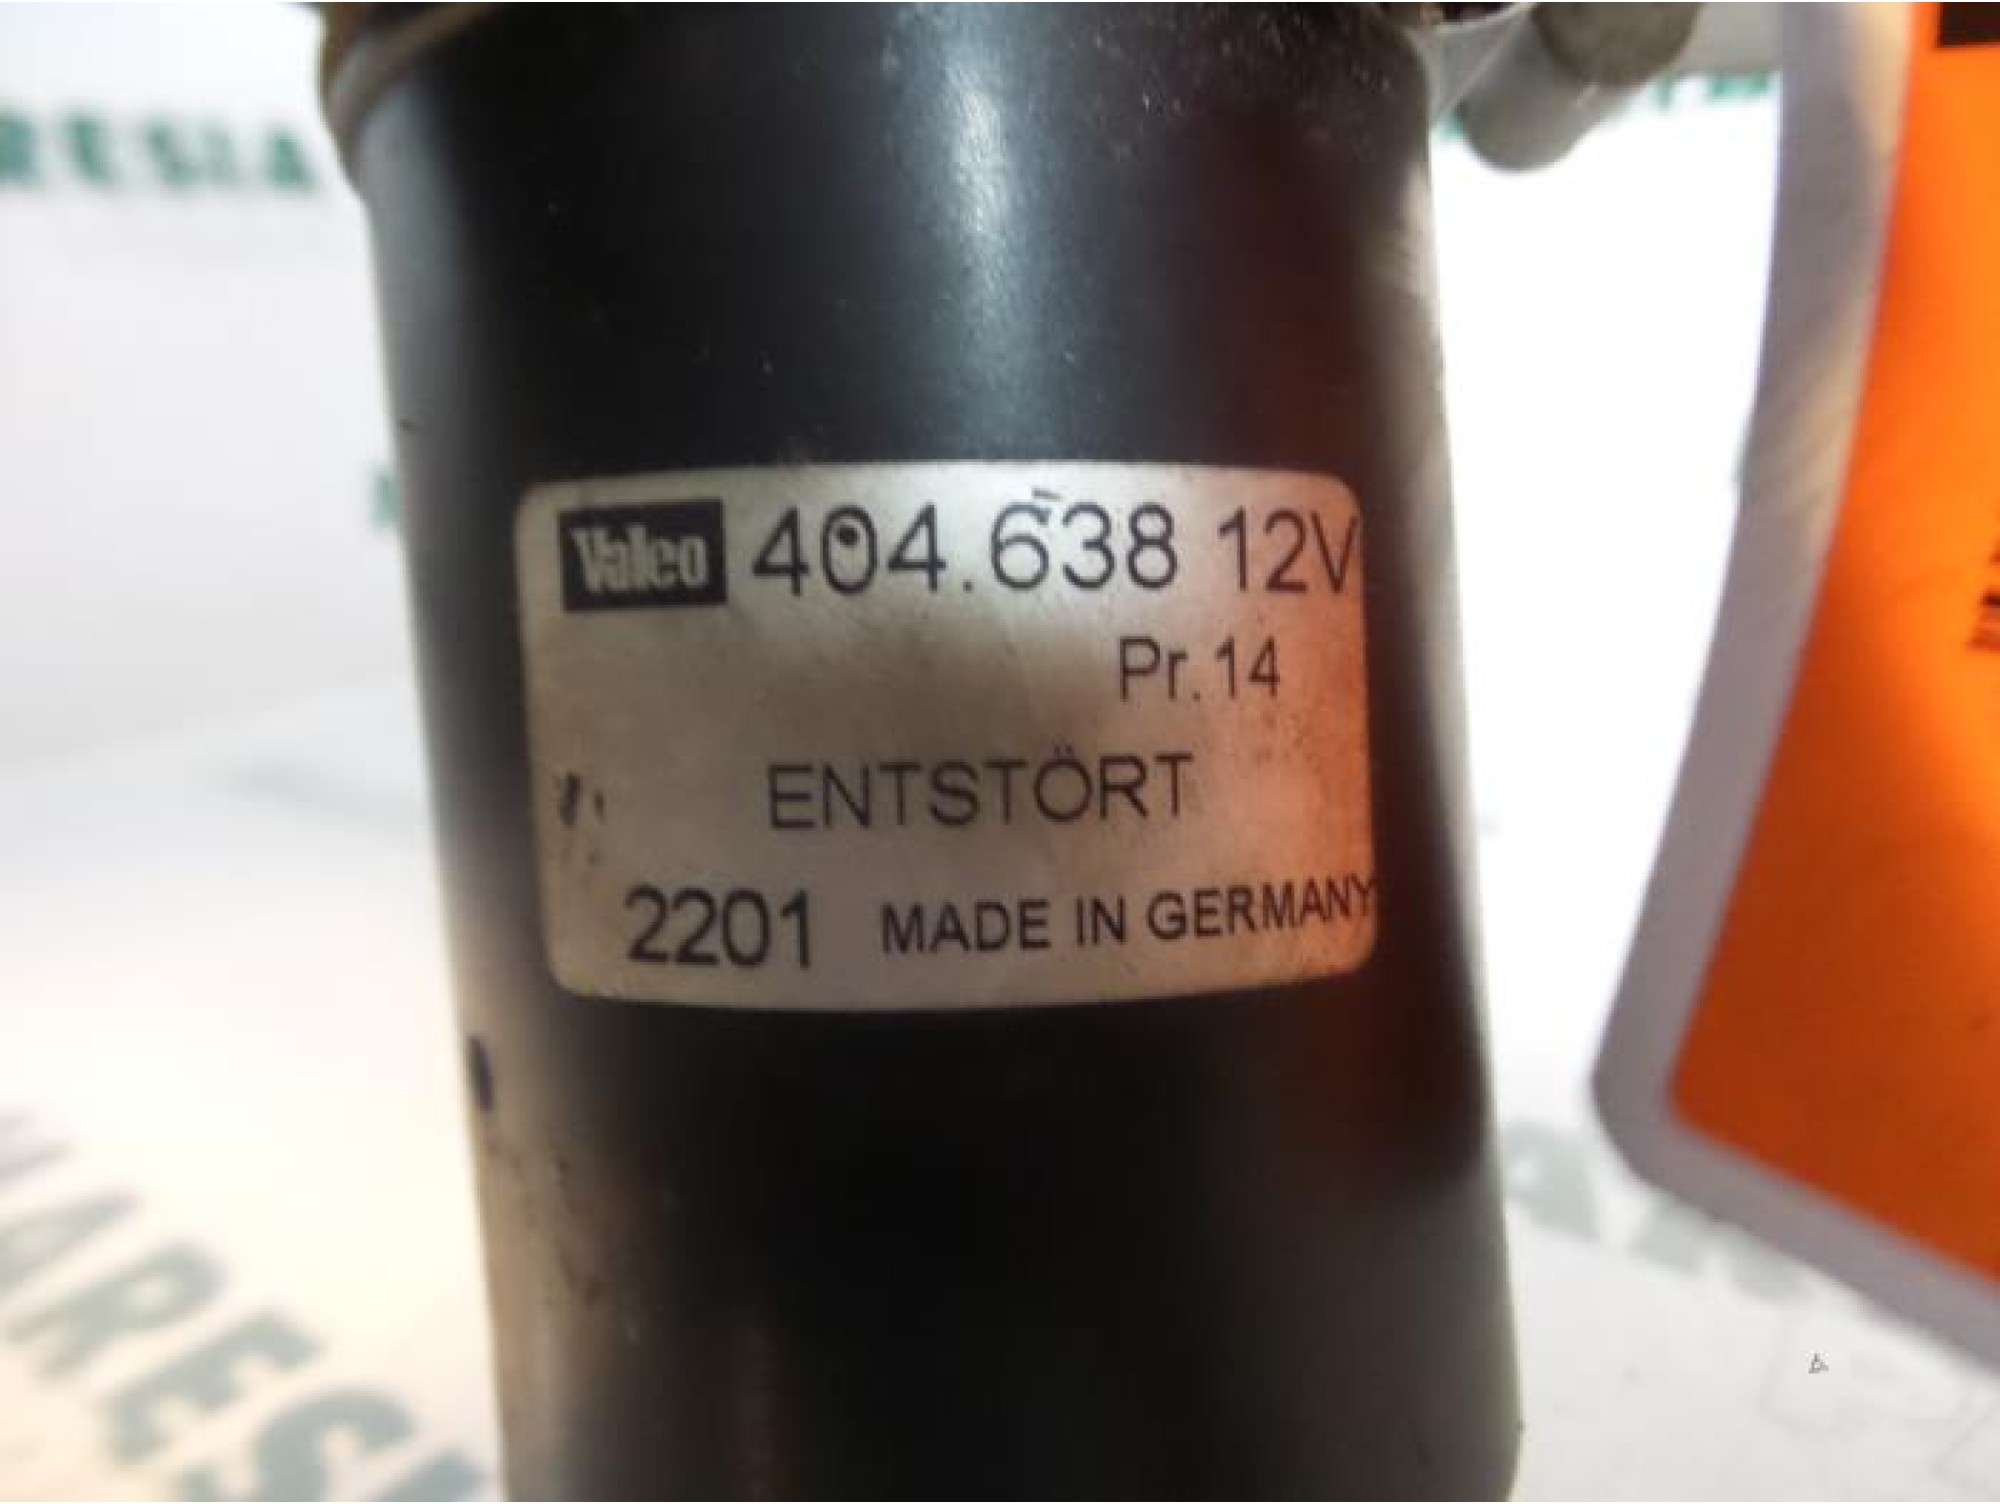 Valeo 404.638 12V
Pr.14
ENTSTÖRT
2201 MADE IN GERMANY